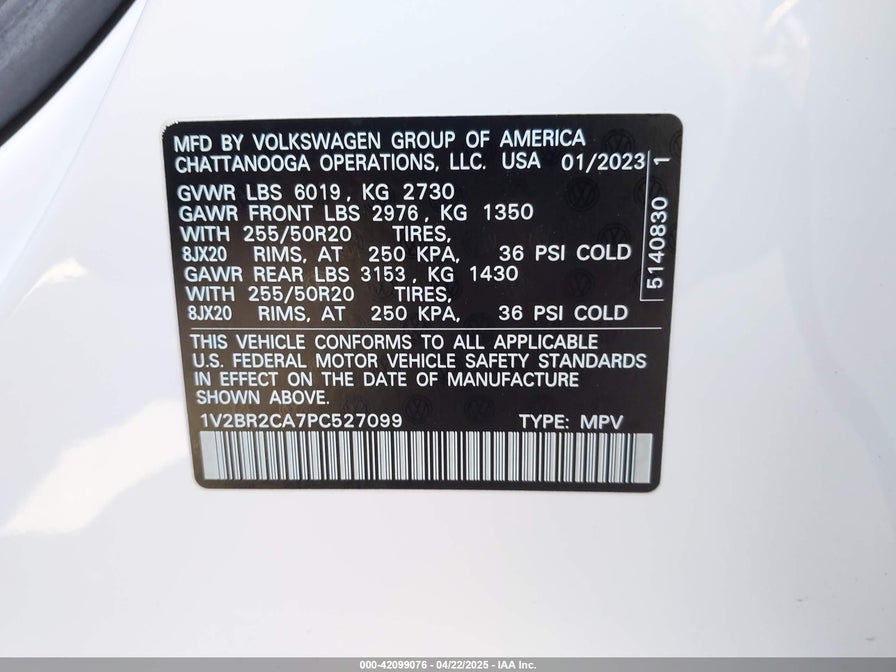 MFD BY VOLKSWAGEN GROUP OF AMERICA
CHATTANOOGA OPERATIONS, LLC. USA 01/2023
GVWR LBS 6019, KG 2730
GAWR FRONT LBS 2976, KG 1350
WITH 255/50R20 TIRES,
8JX20 RIMS, AT 250 KPA, 36 PSI COLD
GAWR REAR LBS 3153, KG 1430
WITH 255/50R20 TIRES,
8JX20 RIMS, AT 250 KPA, 36 PSI COLD
5140830 1
THIS VEHICLE CONFORMS TO ALL APPLICABLE
U.S. FEDERAL MOTOR VEHICLE SAFETY STANDARDS
IN EFFECT ON THE DATE OF MANUFACTURE
SHOWN ABOVE.
1V2BR2CA7PC527099 TYPE: MPV
000-42099076 - 04/22/2025 - IAA Inc.